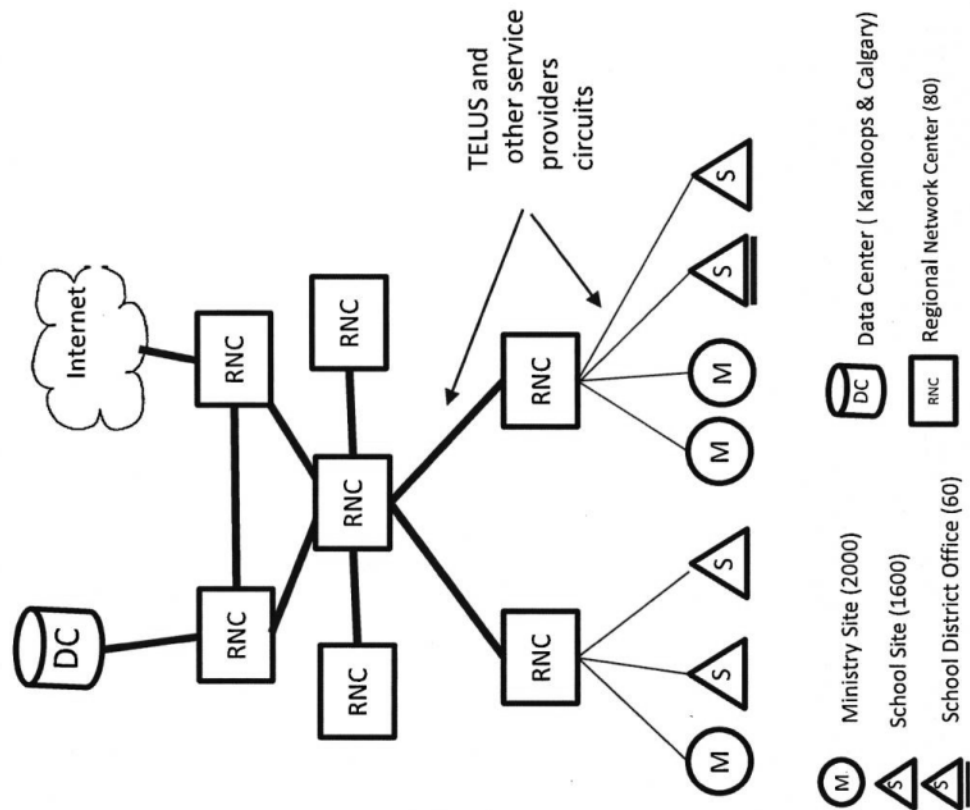 DC
Internet
RNC
RNC
RNC
RNC
RNC
TELUS and
other service
providers
circuits
RNC
RNC
M
S
S
M
M
S
S
M Ministry Site (2000)
S School Site (1600)
S School District Office (60)
DC Data Center ( Kamloops & Calgary)
RNC Regional Network Center (80)